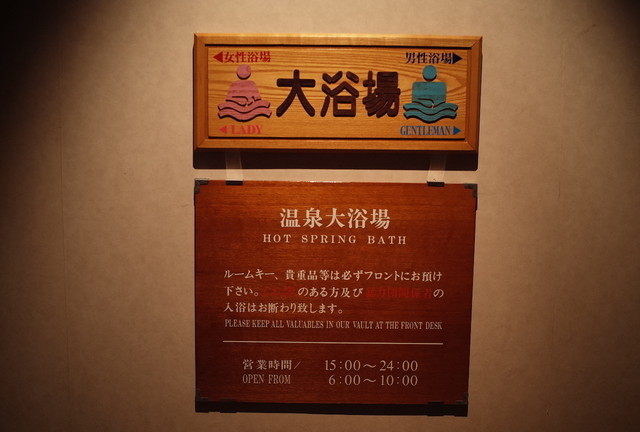 ◀女性浴場
男性浴場▶
大浴場
◀LADY
GENTLEMAN▶
温泉大浴場
HOT SPRING BATH
ルームキー、貴重品等は必ずフロントにお預け
下さい。のある方及びの
入浴はお断わり致します。
PLEASE KEEP ALL VALUABLES IN OUR VAULT AT THE FRONT DESK
営業時間/ 15:00〜24:00
OPEN FROM 6:00〜10:00